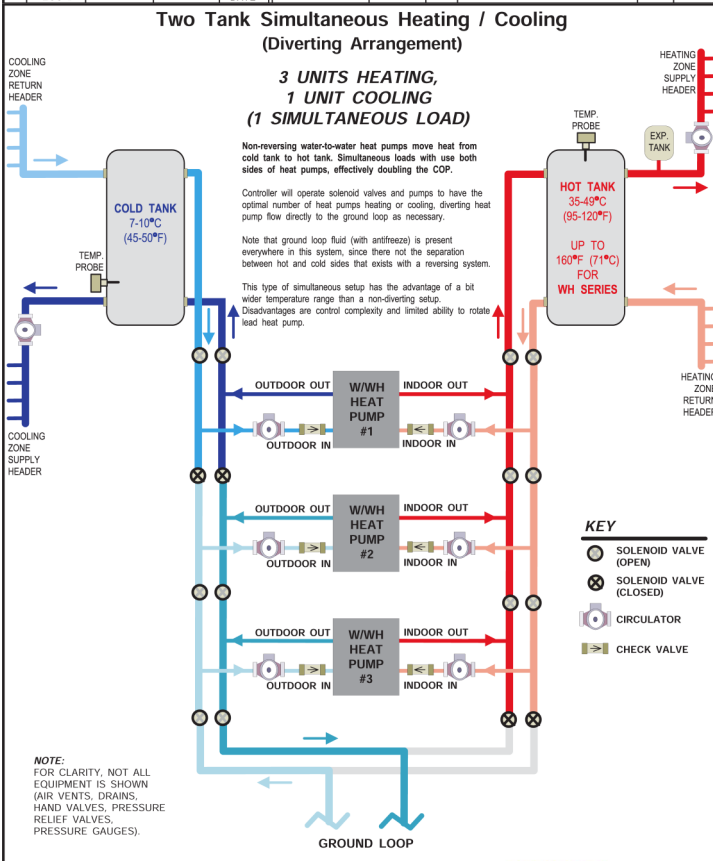 Two Tank Simultaneous Heating / Cooling
(Diverting Arrangement)
3 UNITS HEATING,
1 UNIT COOLING
(1 SIMULTANEOUS LOAD)
Non-reversing water-to-water heat pumps move heat from
cold tank to hot tank. Simultaneous loads with use both
sides of heat pumps, effectively doubling the COP.
Controller will operate solenoid valves and pumps to have the
optimal number of heat pumps heating or cooling, diverting heat
pump flow directly to the ground loop as necessary.
Note that ground loop fluid (with antifreeze) is present
everywhere in this system, since there not the separation
between hot and cold sides that exists with a reversing system.
This type of simultaneous setup has the advantage of a bit
wider temperature range than a non-diverting setup.
Disadvantages are control complexity and limited ability to rotate
lead heat pump.
COOLING
ZONE
RETURN
HEADER
COLD TANK
7-10°C
(45-50°F)
TEMP.
PROBE
COOLING
ZONE
SUPPLY
HEADER
HEATING
ZONE
SUPPLY
HEADER
TEMP.
PROBE
EXP.
TANK
HOT TANK
35-49°C
(95-120°F)
UP TO
160°F (71°C)
FOR
WH SERIES
HEATING
ZONE
RETURN
HEADER
OUTDOOR OUT
W/WH
HEAT
PUMP
#1
INDOOR OUT
OUTDOOR IN
INDOOR IN
OUTDOOR OUT
W/WH
HEAT
PUMP
#2
INDOOR OUT
OUTDOOR IN
INDOOR IN
OUTDOOR OUT
W/WH
HEAT
PUMP
#3
INDOOR OUT
OUTDOOR IN
INDOOR IN
KEY
SOLENOID VALVE
(OPEN)
SOLENOID VALVE
(CLOSED)
CIRCULATOR
CHECK VALVE
NOTE:
FOR CLARITY, NOT ALL
EQUIPMENT IS SHOWN
(AIR VENTS, DRAINS,
HAND VALVES, PRESSURE
RELIEF VALVES,
PRESSURE GAUGES).
GROUND LOOP